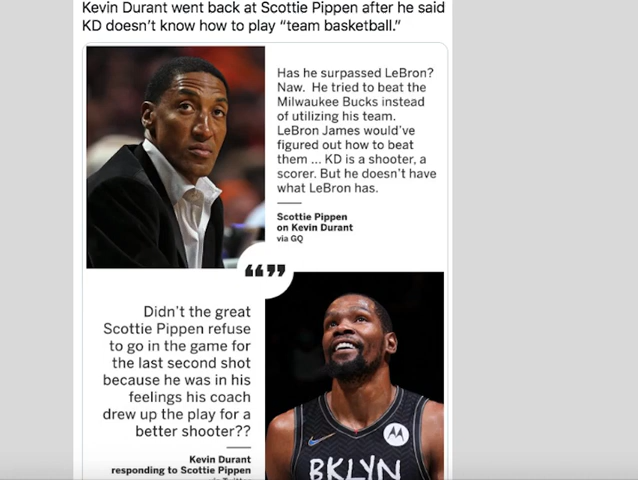 Kevin Durant went back at Scottie Pippen after he said
KD doesn't know how to play “team basketball.”
Has he surpassed LeBron?
Naw. He tried to beat the
Milwaukee Bucks instead
of utilizing his team.
LeBron James would've
figured out how to beat
them ... KD is a shooter, a
scorer. But he doesn't have
what LeBron has.
Scottie Pippen
on Kevin Durant
via GQ
Didn't the great
Scottie Pippen refuse
to go in the game for
the last second shot
because he was in his
feelings his coach
drew up the play for a
better shooter??
Kevin Durant
responding to Scottie Pippen
BKLYN